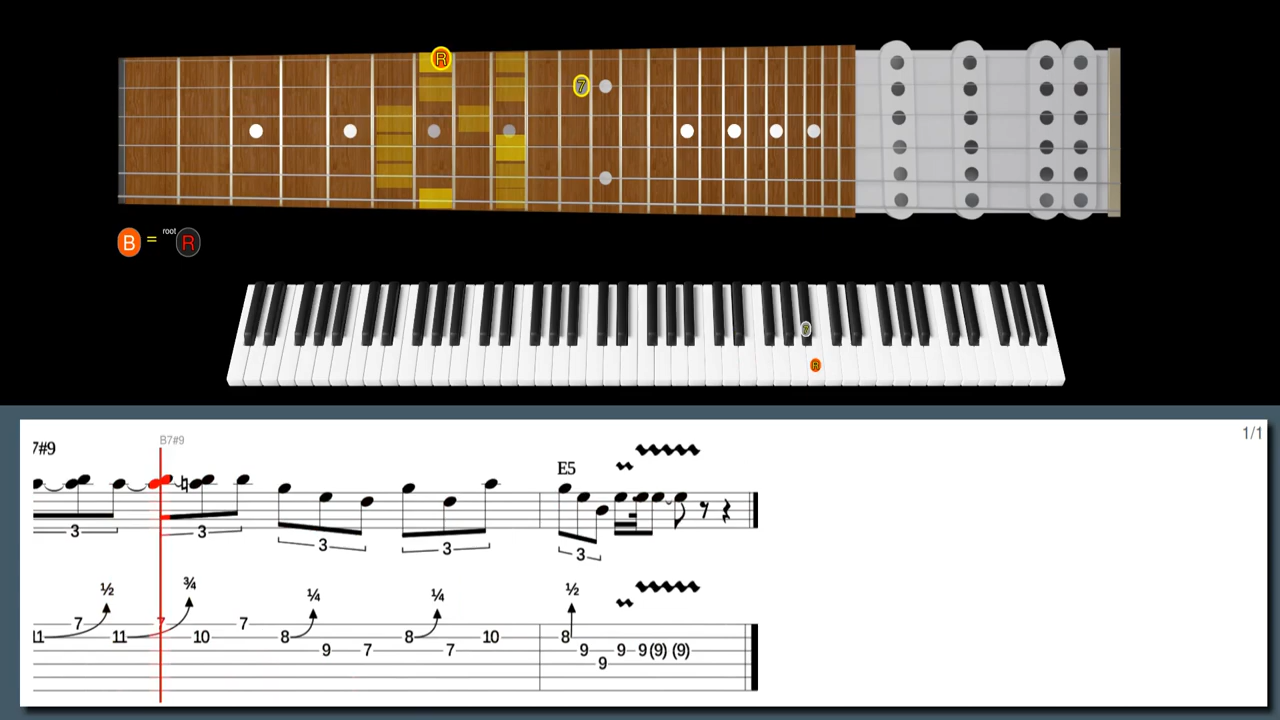 R
7
B = root R
7
R
1/1
7#9
B7#9
E5
3 3 3 3 3
½ ¾ ¼ ¼ ½
7 7 7
11 11 10 8 8 10 8
9 7 7 9 9 9 (9) (9)
9